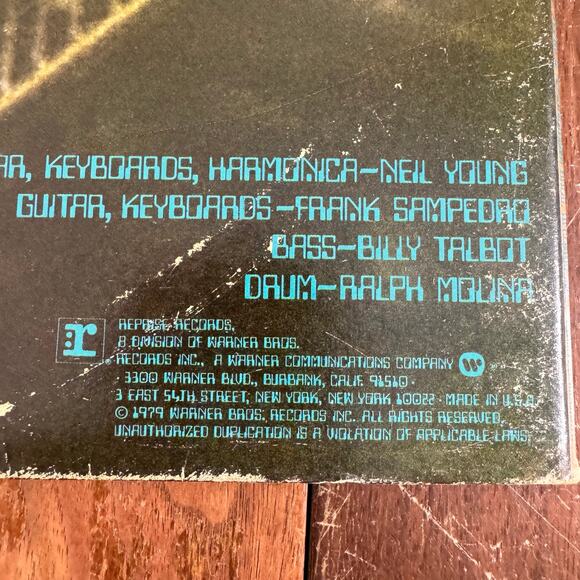 AR, KEYBOARDS, HARMONICA—NEIL YOUNG
GUITAR, KEYBOARDS—FRANK SAMPEDRO
BASS—BILLY TALBOT
DRUM—RALPH MOLINA
r
REPRISE RECORDS,
A DIVISION OF WARNER BROS.
RECORDS INC., A WARNER COMMUNICATIONS COMPANY
· 3300 WARNER BLVD., BURBANK, CALIF. 91510 ·
3 EAST 54TH STREET, NEW YORK, NEW YORK 10022 · MADE IN U.S.A.
© 1979 WARNER BROS. RECORDS INC. ALL RIGHTS RESERVED.
UNAUTHORIZED DUPLICATION IS A VIOLATION OF APPLICABLE LAWS.